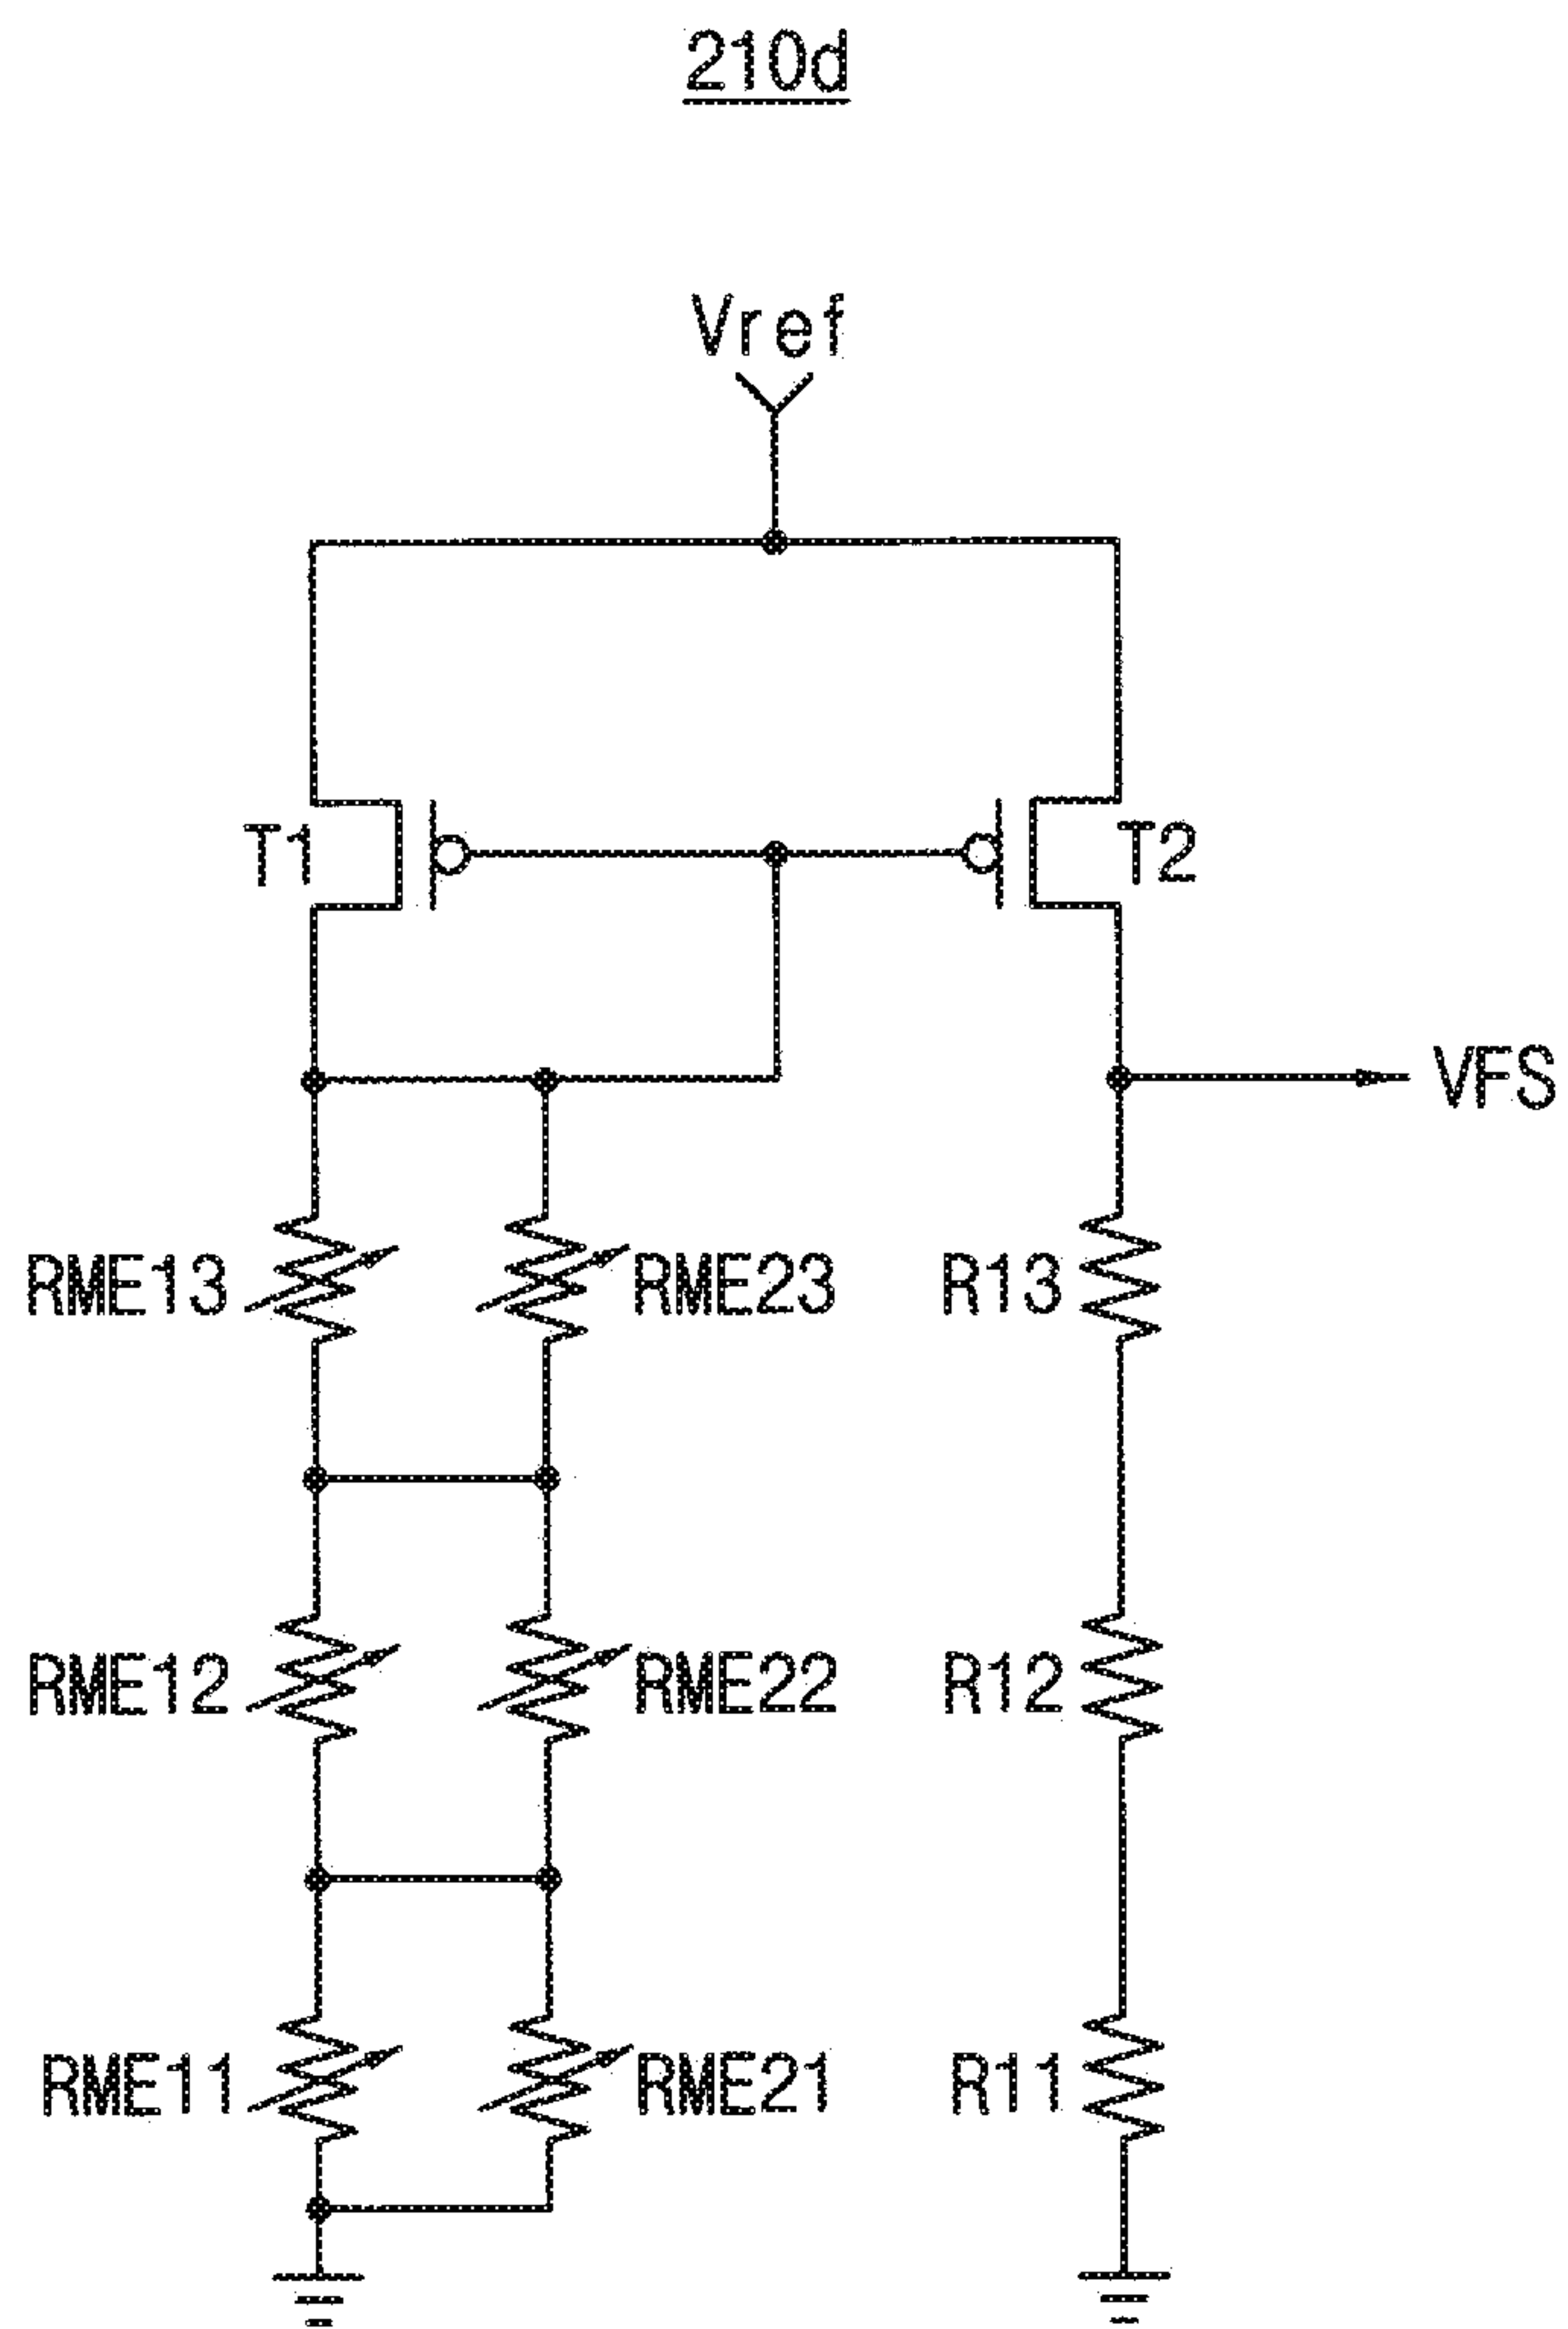 210d
Vref
T1 T2
VFS
RME13 RME23 R13
RME12 RME22 R12
RME11 RME21 R11